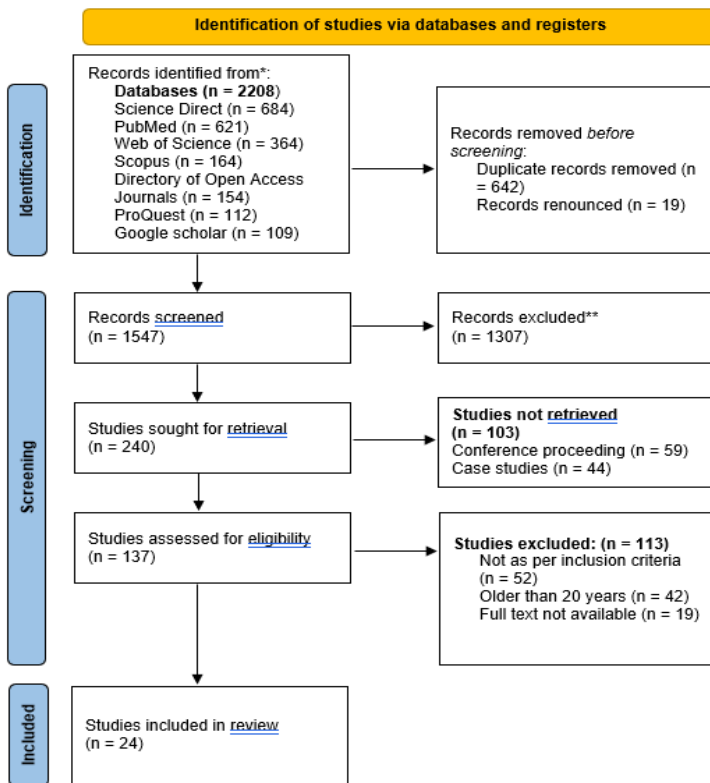 Identification of studies via databases and registers
Identification
Records identified from*:
Databases (n = 2208)
Science Direct (n = 684)
PubMed (n = 621)
Web of Science (n = 364)
Scopus (n = 164)
Directory of Open Access
Journals (n = 154)
ProQuest (n = 112)
Google scholar (n = 109)
Records removed before
screening:
Duplicate records removed (n
= 642)
Records renounced (n = 19)
Screening
Records screened
(n = 1547)
Records excluded**
(n = 1307)
Studies sought for retrieval
(n = 240)
Studies not retrieved
(n = 103)
Conference proceeding (n = 59)
Case studies (n = 44)
Studies assessed for eligibility
(n = 137)
Studies excluded: (n = 113)
Not as per inclusion criteria
(n = 52)
Older than 20 years (n = 42)
Full text not available (n = 19)
Included
Studies included in review
(n = 24)